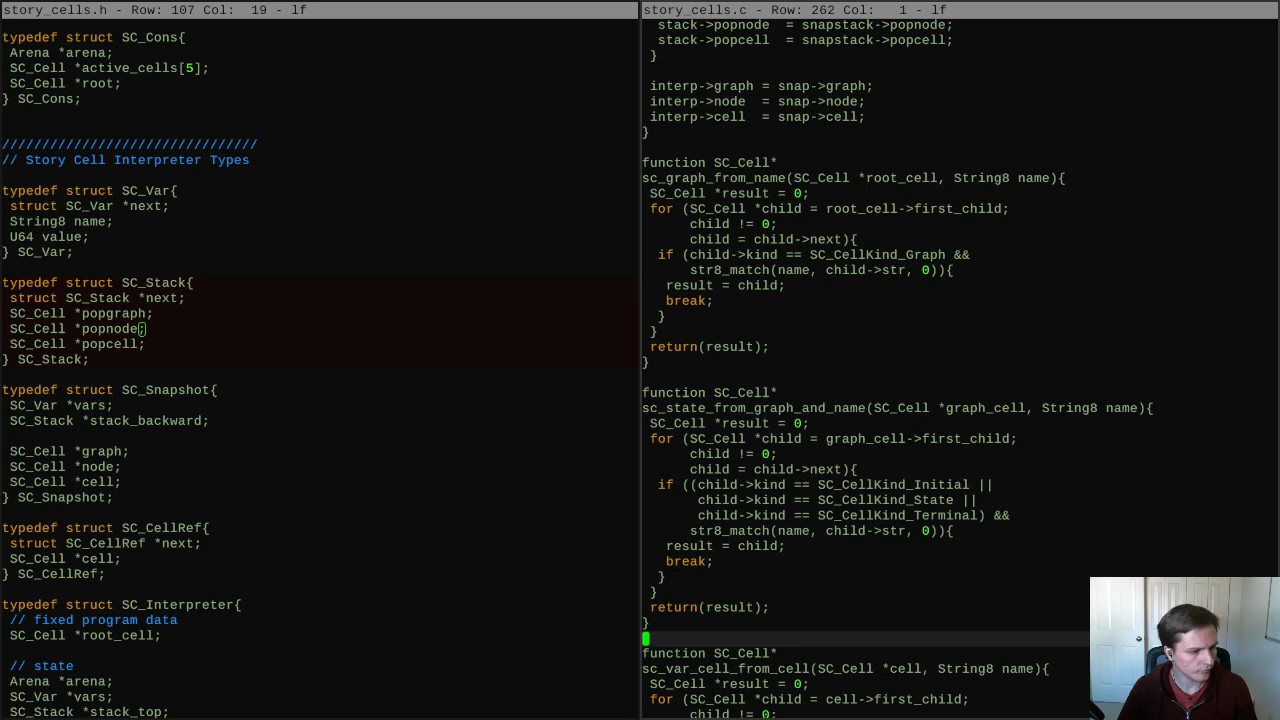 story_cells.h - Row: 107 Col:  19 - lf
typedef struct SC_Cons{
 Arena *arena;
 SC_Cell *active_cells[5];
 SC_Cell *root;
} SC_Cons;
////////////////////////////////
// Story Cell Interpreter Types
typedef struct SC_Var{
 struct SC_Var *next;
 String8 name;
 U64 value;
} SC_Var;
typedef struct SC_Stack{
 struct SC_Stack *next;
 SC_Cell *popgraph;
 SC_Cell *popnode;
 SC_Cell *popcell;
} SC_Stack;
typedef struct SC_Snapshot{
 SC_Var *vars;
 SC_Stack *stack_backward;
 SC_Cell *graph;
 SC_Cell *node;
 SC_Cell *cell;
} SC_Snapshot;
typedef struct SC_CellRef{
 struct SC_CellRef *next;
 SC_Cell *cell;
} SC_CellRef;
typedef struct SC_Interpreter{
 // fixed program data
 SC_Cell *root_cell;
 // state
 Arena *arena;
 SC_Var *vars;
 SC_Stack *stack_top;
story_cells.c - Row: 262 Col:   1 - lf
  stack->popnode  = snapstack->popnode;
  stack->popcell  = snapstack->popcell;
 }
 interp->graph = snap->graph;
 interp->node  = snap->node;
 interp->cell  = snap->cell;
}
function SC_Cell*
sc_graph_from_name(SC_Cell *root_cell, String8 name){
 SC_Cell *result = 0;
 for (SC_Cell *child = root_cell->first_child;
      child != 0;
      child = child->next){
  if (child->kind == SC_CellKind_Graph &&
      str8_match(name, child->str, 0)){
   result = child;
   break;
  }
 }
 return(result);
}
function SC_Cell*
sc_state_from_graph_and_name(SC_Cell *graph_cell, String8 name){
 SC_Cell *result = 0;
 for (SC_Cell *child = graph_cell->first_child;
      child != 0;
      child = child->next){
  if ((child->kind == SC_CellKind_Initial ||
       child->kind == SC_CellKind_State ||
       child->kind == SC_CellKind_Terminal) &&
      str8_match(name, child->str, 0)){
   result = child;
   break;
  }
 }
 return(result);
}
function SC_Cell*
sc_var_cell_from_cell(SC_Cell *cell, String8 name){
 SC_Cell *result = 0;
 for (SC_Cell *child = cell->first_child;
      child != 0;